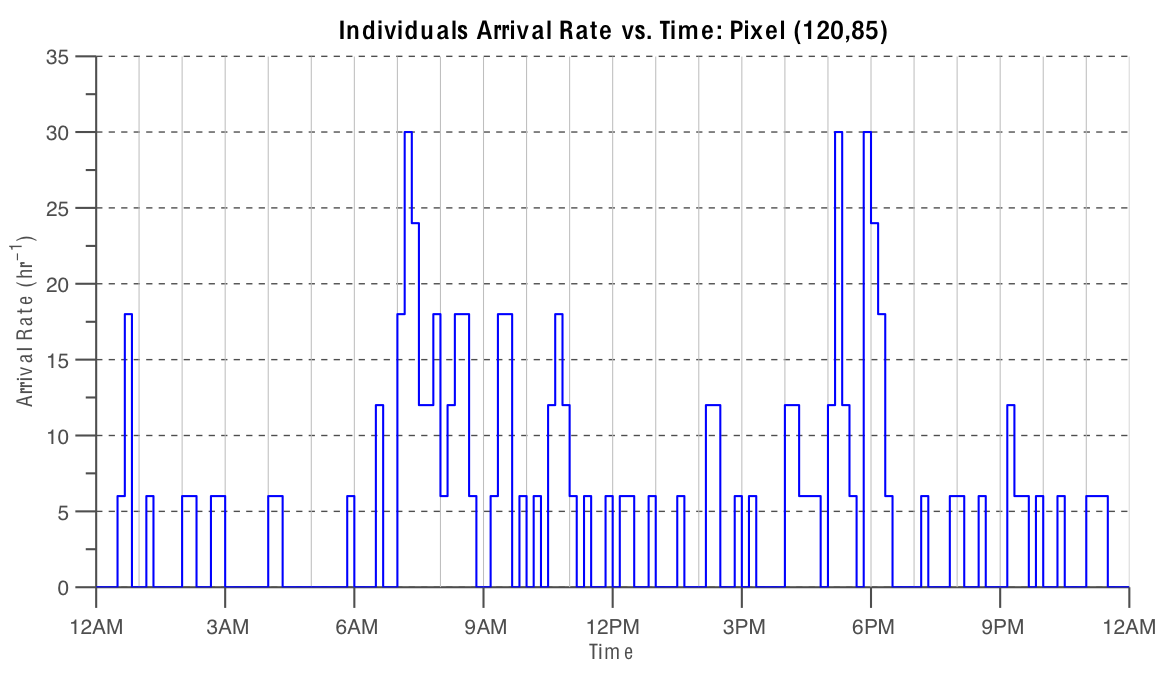 Individuals Arrival Rate vs. Time: Pixel (120,85)
35
30
25
20
15
10
5
0
Arrival Rate (hr⁻¹)
12AM 3AM 6AM 9AM 12PM 3PM 6PM 9PM 12AM
Time